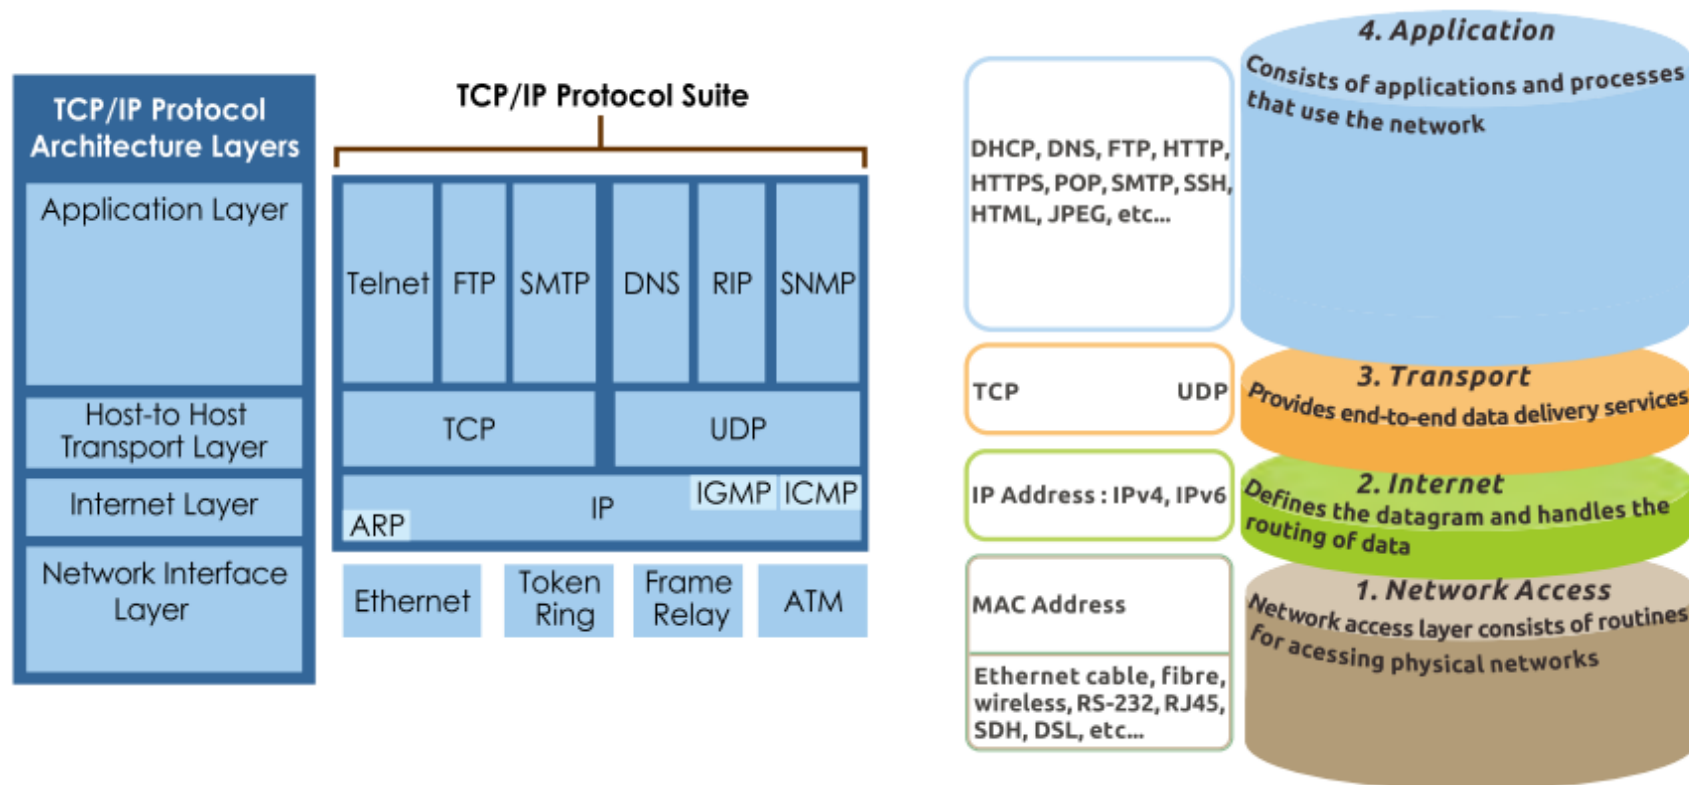 TCP/IP Protocol
Architecture Layers
Application Layer
Host-to Host
Transport Layer
Internet Layer
Network Interface
Layer
TCP/IP Protocol Suite
Telnet
FTP
SMTP
DNS
RIP
SNMP
TCP
UDP
IP
ARP
IGMP
ICMP
Ethernet
Token
Ring
Frame
Relay
ATM
DHCP, DNS, FTP, HTTP,
HTTPS, POP, SMTP, SSH,
HTML, JPEG, etc...
4. Application
Consists of applications and processes
that use the network
TCP UDP
3. Transport
Provides end-to-end data delivery services
IP Address : IPv4, IPv6
2. Internet
Defines the datagram and handles the
routing of data
MAC Address
Ethernet cable, fibre,
wireless, RS-232, RJ45,
SDH, DSL, etc...
1. Network Access
Network access layer consists of routines
for acessing physical networks